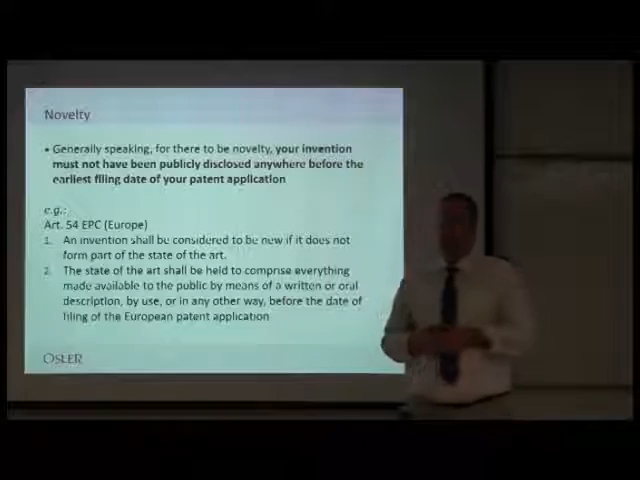 Novelty
• Generally speaking, for there to be novelty, your invention
must not have been publicly disclosed anywhere before the
earliest filing date of your patent application
e.g.:
Art. 54 EPC (Europe)
1. An invention shall be considered to be new if it does not
form part of the state of the art.
2. The state of the art shall be held to comprise everything
made available to the public by means of a written or oral
description, by use, or in any other way, before the date of
filing of the European patent application
OSLER